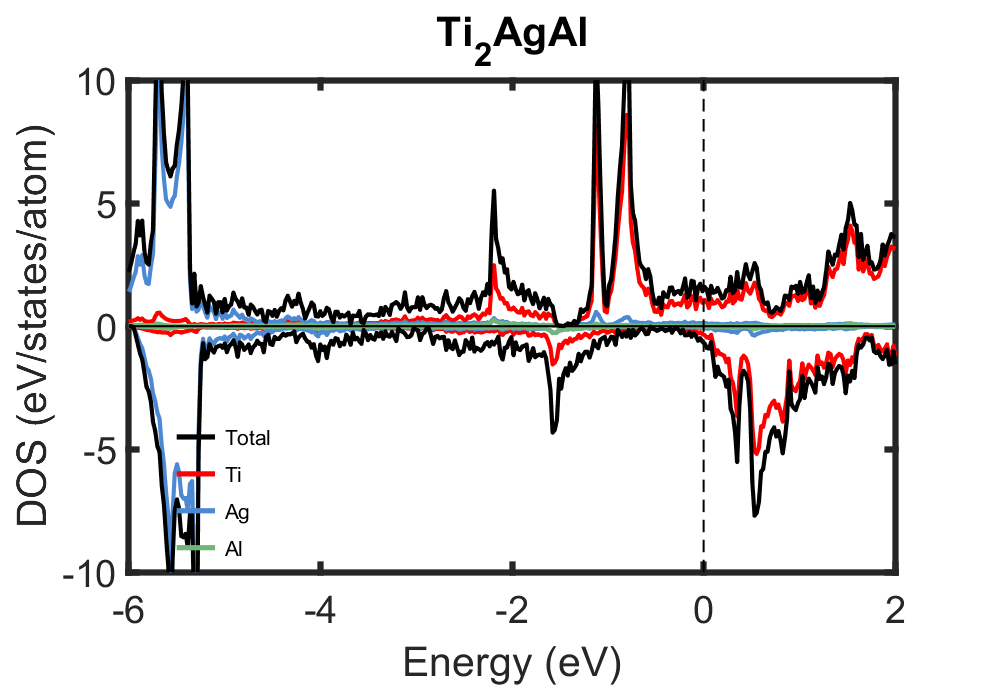 Ti2AgAl
DOS (eV/states/atom)
10
5
0
-5
-10
Total
Ti
Ag
Al
-6 -4 -2 0 2
Energy (eV)